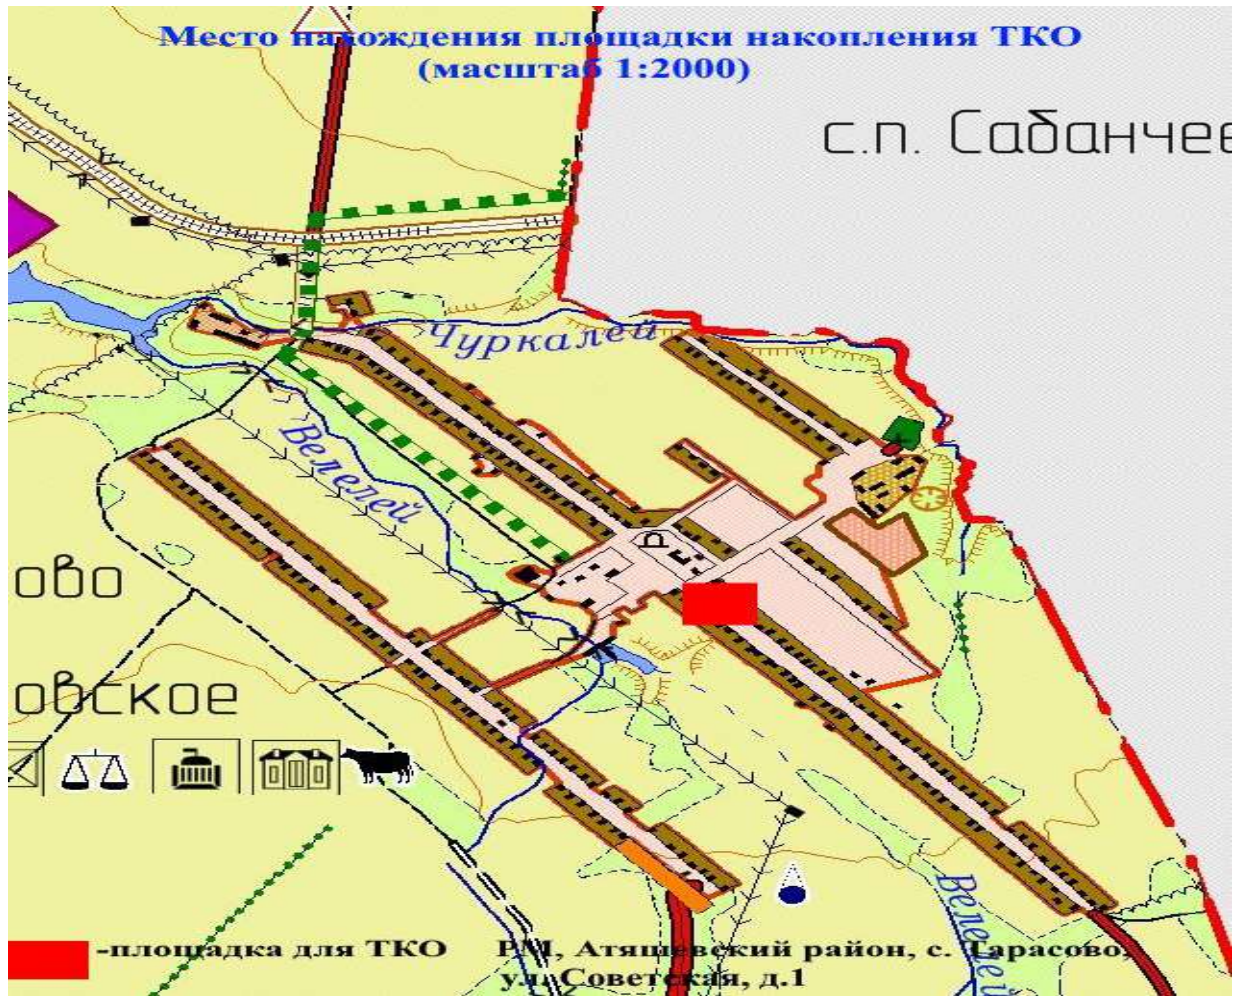 Место нахождения площадки накопления ТКО
(масштаб 1:2000)
с.п. Сабанчее
Чуркалей
Велелей
ово
овское
Велелей
-площадка для ТКО РМ, Атяшевский район, с. Тарасово,
ул. Советская, д.1